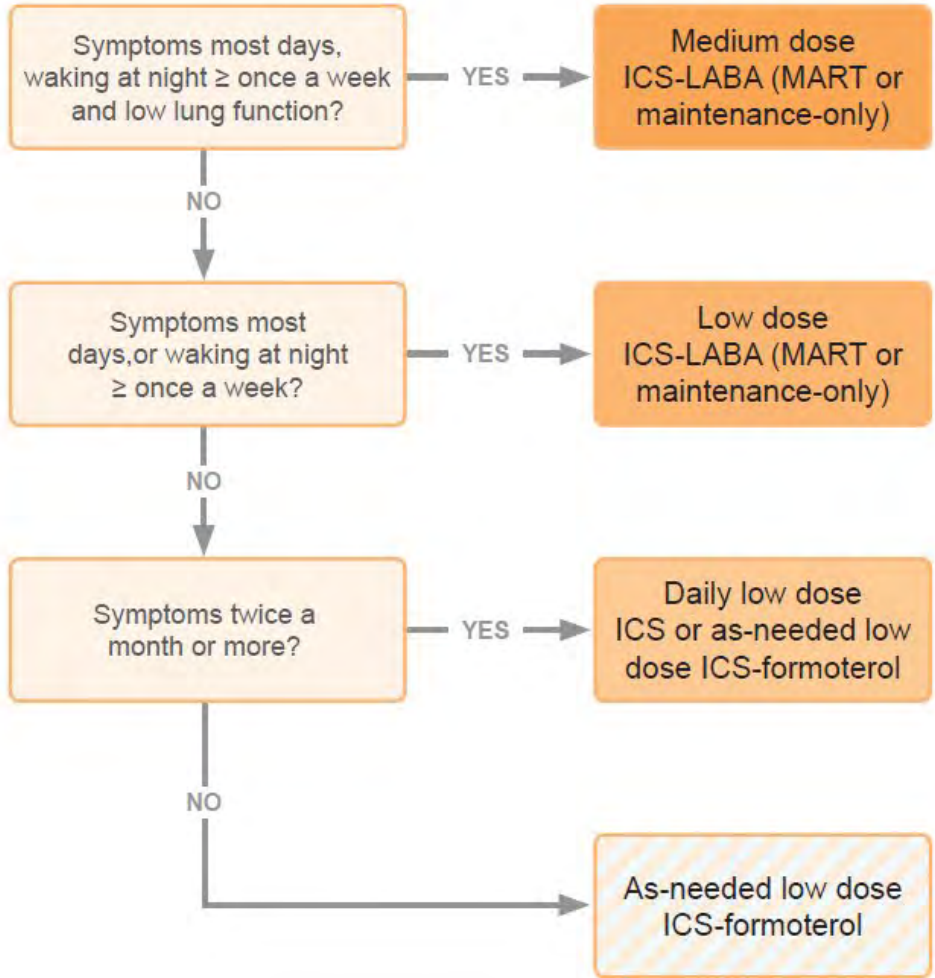 Symptoms most days,
waking at night ≥ once a week
and low lung function?
YES
Medium dose
ICS-LABA (MART or
maintenance-only)
NO
Symptoms most
days,or waking at night
≥ once a week?
YES
Low dose
ICS-LABA (MART or
maintenance-only)
NO
Symptoms twice a
month or more?
YES
Daily low dose
ICS or as-needed low
dose ICS-formoterol
NO
As-needed low dose
ICS-formoterol